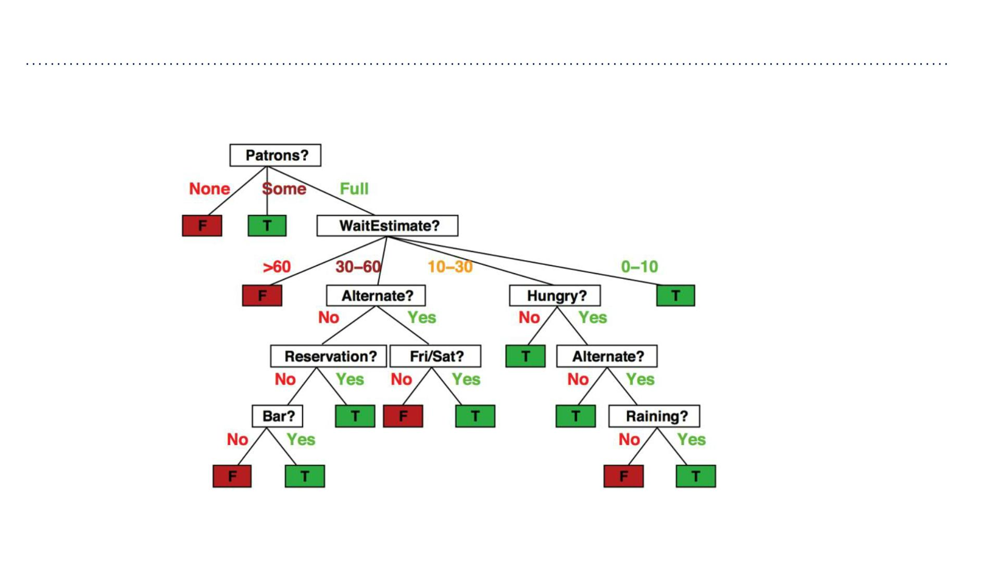 Patrons?
None Some Full
F T WaitEstimate?
>60 30–60 10–30 0–10
F Alternate? Hungry? T
No Yes No Yes
Reservation? Fri/Sat? T Alternate?
No Yes No Yes No Yes
Bar? T F T T Raining?
No Yes No Yes
F T F T